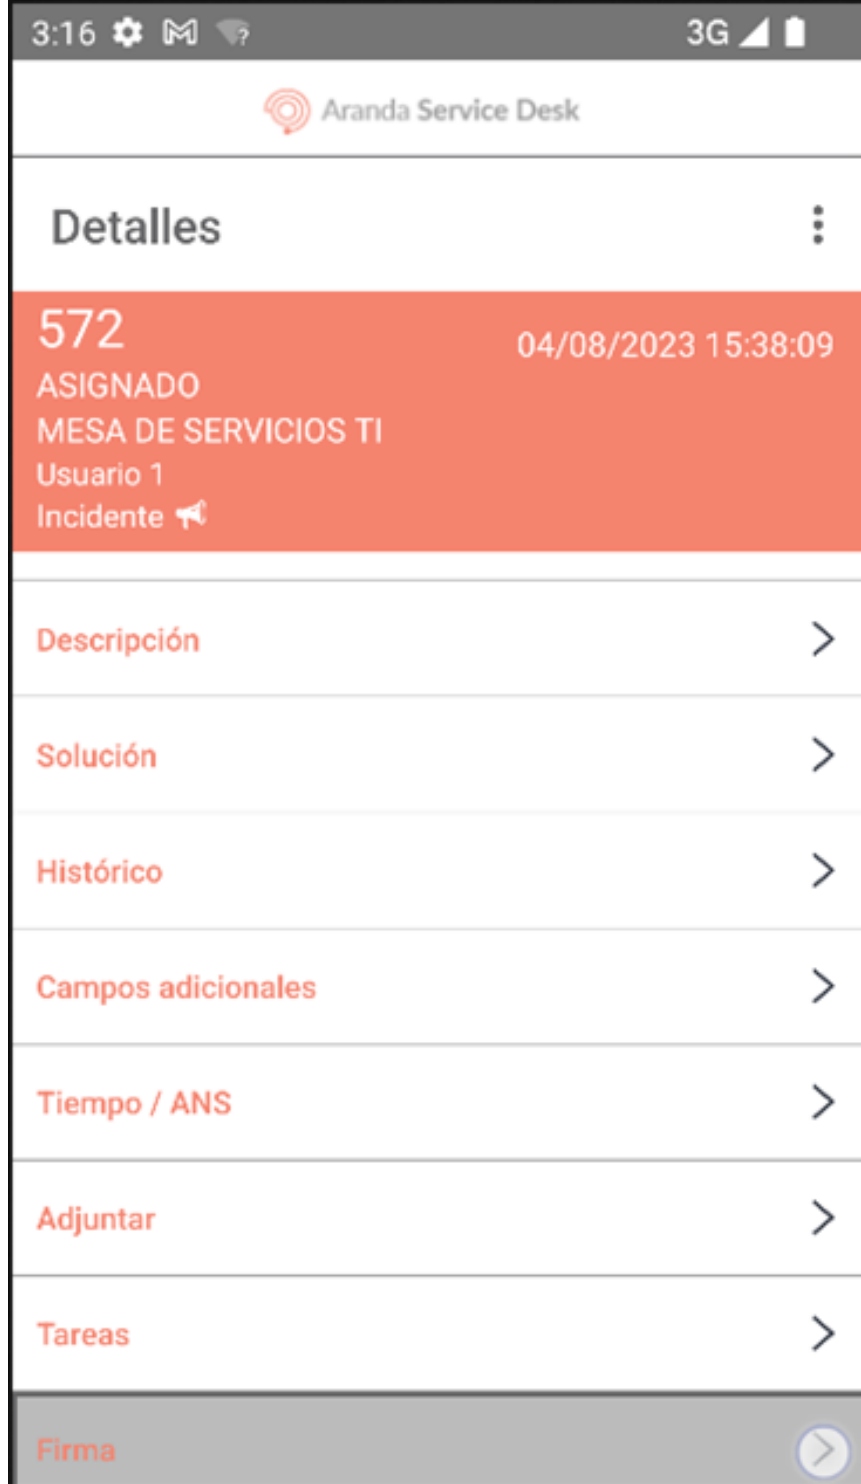 3:16
3G
Aranda Service Desk
Detalles
572
04/08/2023 15:38:09
ASIGNADO
MESA DE SERVICIOS TI
Usuario 1
Incidente
Descripción
Solución
Histórico
Campos adicionales
Tiempo / ANS
Adjuntar
Tareas
Firma